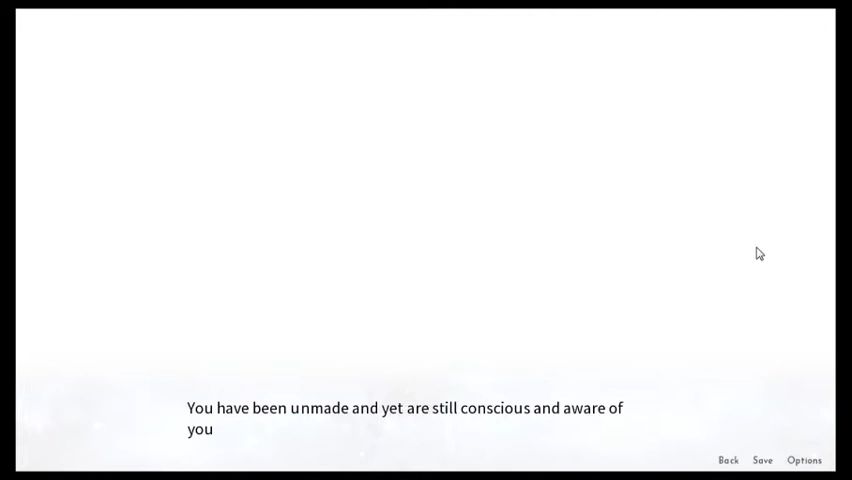 You have been unmade and yet are still conscious and aware of
you
Back Save Options